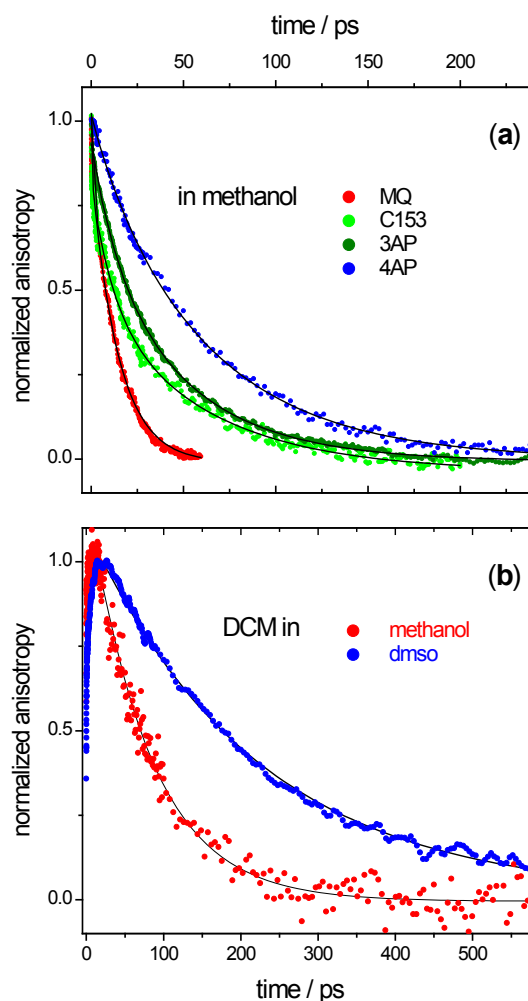 time / ps
0 50 100 150 200
(a)
1.0
in methanol
MQ
C153
3AP
4AP
0.5
0.0
normalized anisotropy
(b)
1.0
DCM in
methanol
dmso
0.5
0.0
normalized anisotropy
0 50 100 200 300 400 500
time / ps